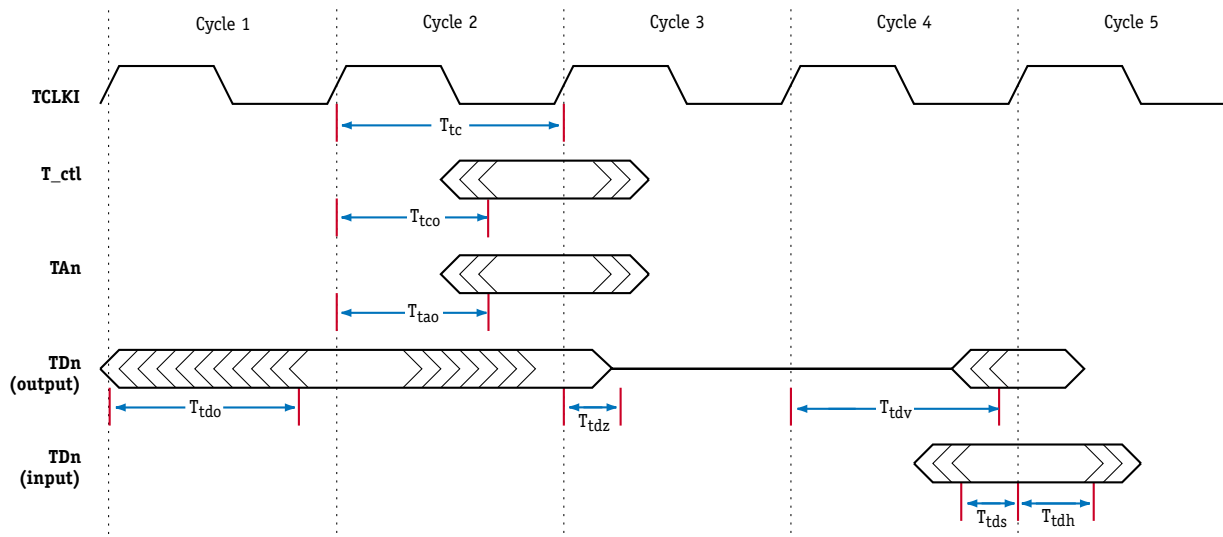 Cycle 1 Cycle 2 Cycle 3 Cycle 4 Cycle 5
TCLKI
Ttc
T_ctl
Ttco
TAn
Ttao
TDn
(output)
Ttdo Ttdz Ttdv
TDn
(input)
Ttds Ttdh